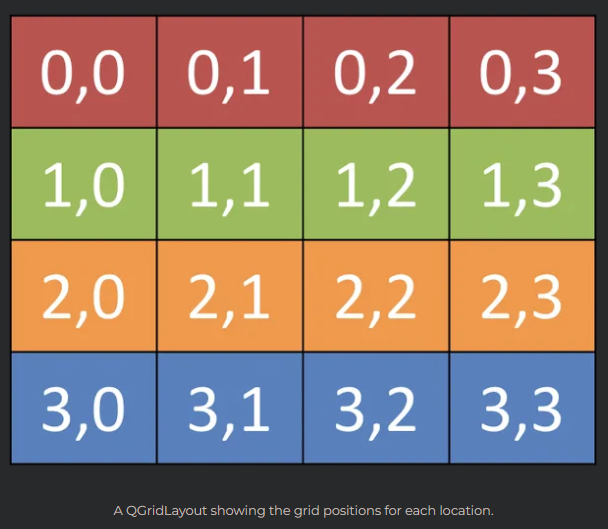 0,0 0,1 0,2 0,3
1,0 1,1 1,2 1,3
2,0 2,1 2,2 2,3
3,0 3,1 3,2 3,3
A QGridLayout showing the grid positions for each location.